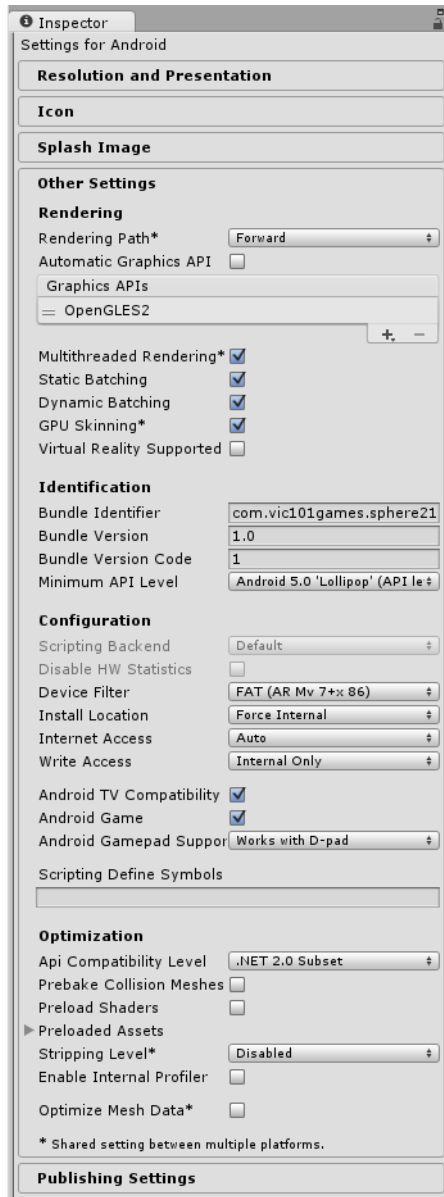 Inspector
Settings for Android
Resolution and Presentation
Icon
Splash Image
Other Settings
Rendering
Rendering Path* Forward
Automatic Graphics API
Graphics APIs
OpenGLES2
Multithreaded Rendering*
Static Batching
Dynamic Batching
GPU Skinning*
Virtual Reality Supported
Identification
Bundle Identifier com.vic101games.sphere21
Bundle Version 1.0
Bundle Version Code 1
Minimum API Level Android 5.0 'Lollipop' (API le
Configuration
Scripting Backend Default
Disable HW Statistics
Device Filter FAT (AR Mv 7+x 86)
Install Location Force Internal
Internet Access Auto
Write Access Internal Only
Android TV Compatibility
Android Game
Android Gamepad Suppor Works with D-pad
Scripting Define Symbols
Optimization
Api Compatibility Level .NET 2.0 Subset
Prebake Collision Meshes
Preload Shaders
Preloaded Assets
Stripping Level* Disabled
Enable Internal Profiler
Optimize Mesh Data*
* Shared setting between multiple platforms.
Publishing Settings